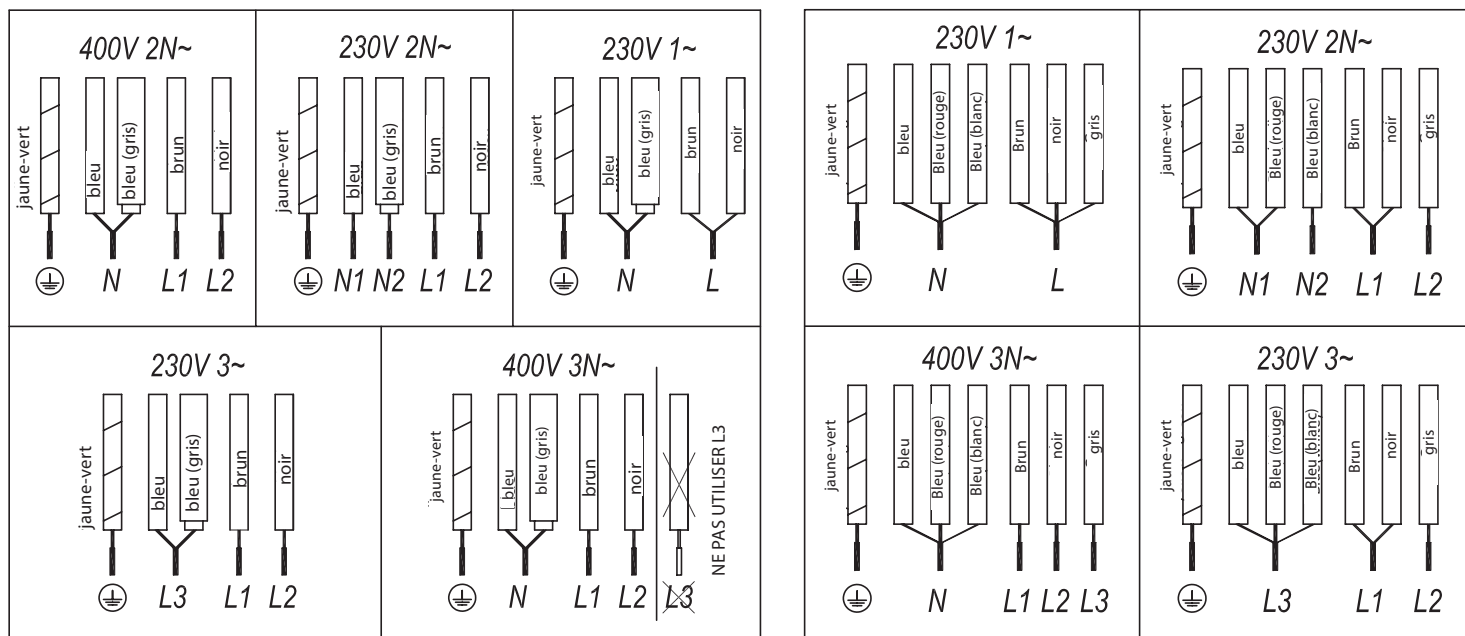 400V 2N~
jaune-vert
bleu
bleu (gris)
brun
noir
N
L1
L2
230V 2N~
jaune-vert
bleu
bleu (gris)
brun
noir
N1
N2
L1
L2
230V 1~
jaune-vert
bleu
bleu (gris)
brun
noir
N
L
230V 3~
jaune-vert
bleu
bleu (gris)
brun
noir
L3
L1
L2
400V 3N~
jaune-vert
bleu
bleu (gris)
brun
noir
NE PAS UTILISER L3
N
L1
L2
L3
230V 1~
jaune-vert
bleu
Bleu (rouge)
Bleu (blanc)
Brun
noir
gris
N
L
230V 2N~
jaune-vert
bleu
Bleu (rouge)
Bleu (blanc)
Brun
noir
gris
N1
N2
L1
L2
400V 3N~
jaune-vert
bleu
Bleu (rouge)
Bleu (blanc)
Brun
noir
gris
N
L1
L2
L3
230V 3~
jaune-vert
bleu
Bleu (rouge)
Bleu (blanc)
Brun
noir
gris
L3
L1
L2